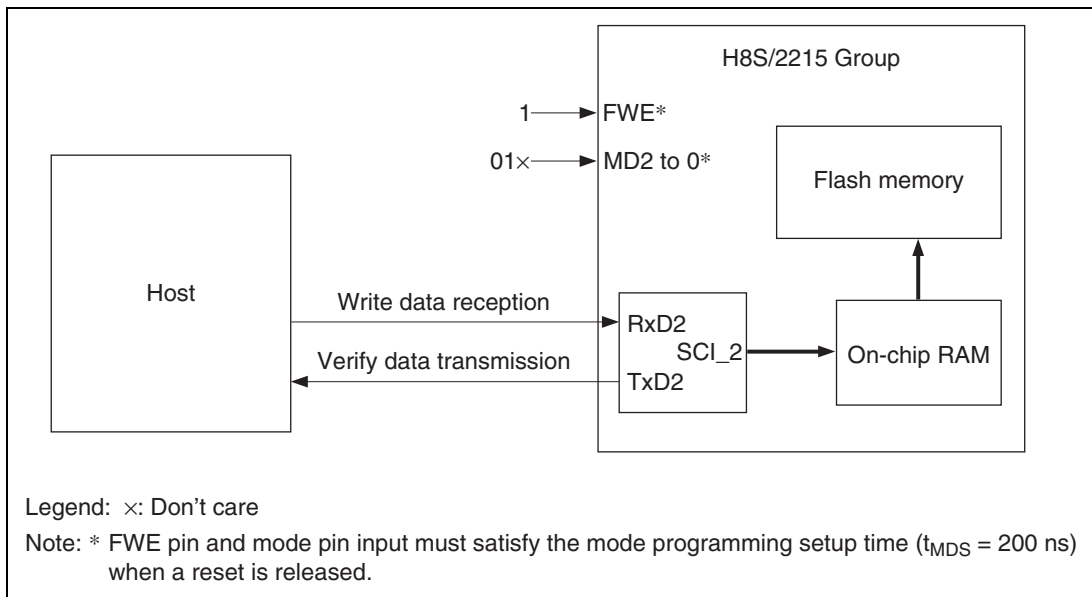 H8S/2215 Group
1
FWE*
01×
MD2 to 0*
Flash memory
Host
Write data reception
RxD2
SCI_2
On-chip RAM
Verify data transmission
TxD2
Legend: ×: Don't care
Note: * FWE pin and mode pin input must satisfy the mode programming setup time (tMDS = 200 ns)
when a reset is released.